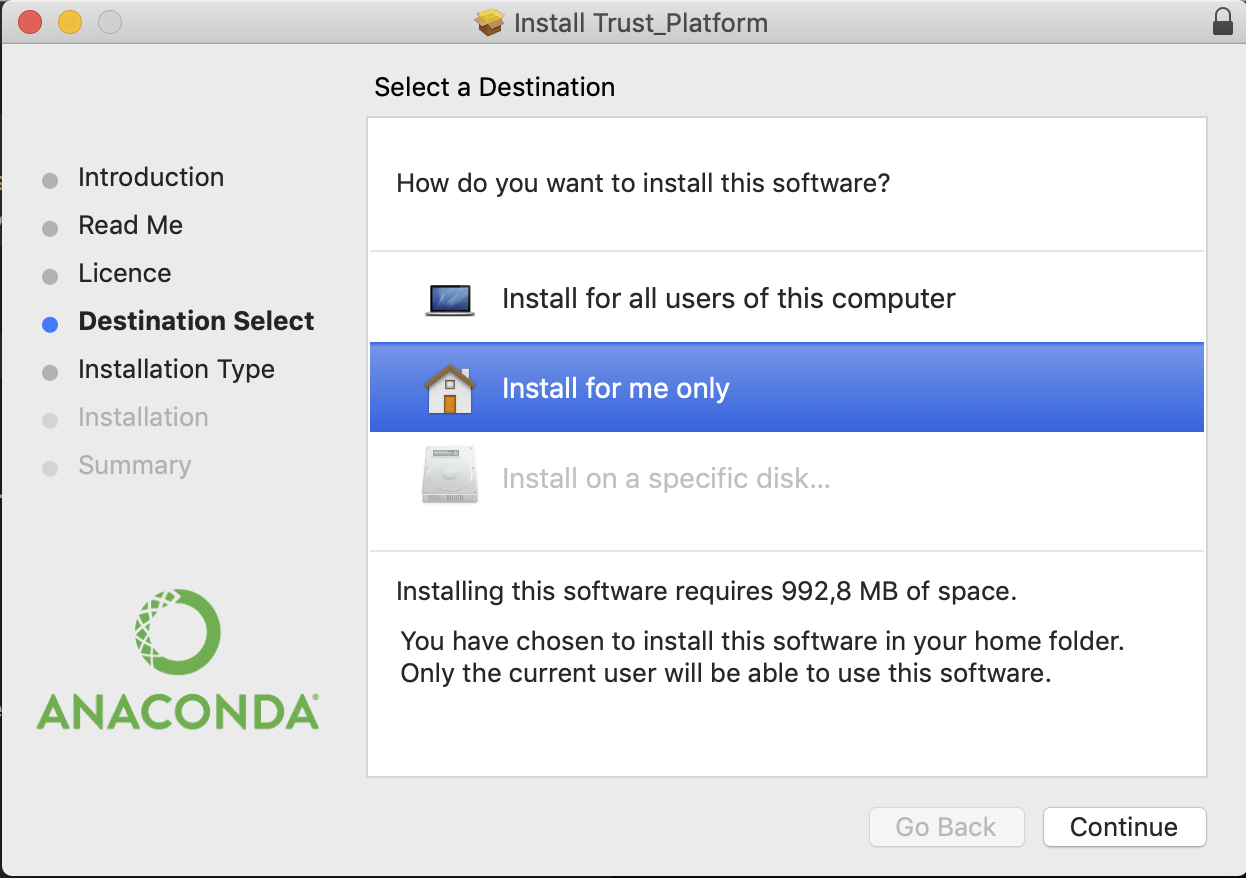 Install Trust_Platform
Select a Destination
Introduction
Read Me
Licence
Destination Select
Installation Type
Installation
Summary
ANACONDA®
How do you want to install this software?
Install for all users of this computer
Install for me only
Install on a specific disk...
Installing this software requires 992,8 MB of space.
You have chosen to install this software in your home folder.
Only the current user will be able to use this software.
Go Back
Continue